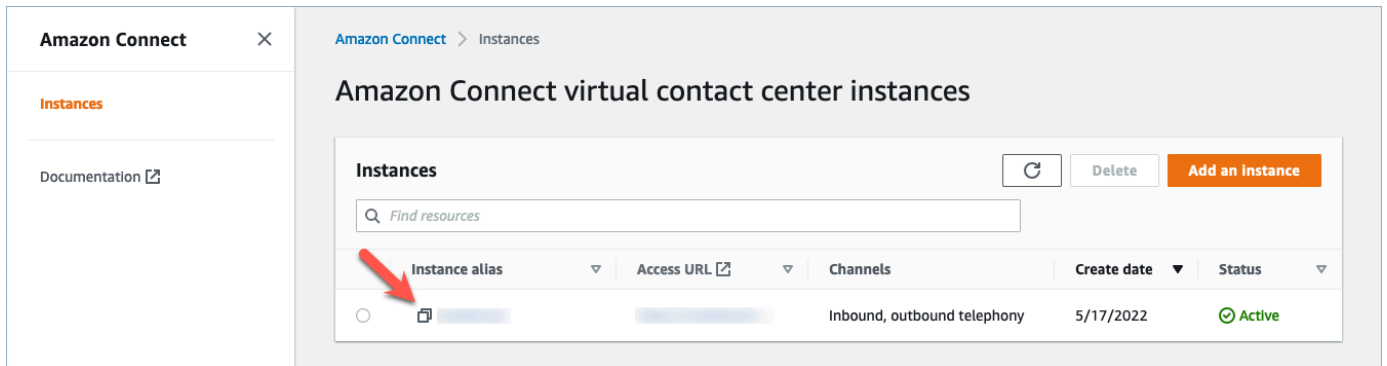 Amazon Connect
Instances
Documentation
Amazon Connect > Instances
Amazon Connect virtual contact center instances
Instances
Delete
Add an instance
Find resources
Instance alias Access URL Channels Create date Status
Inbound, outbound telephony 5/17/2022 Active